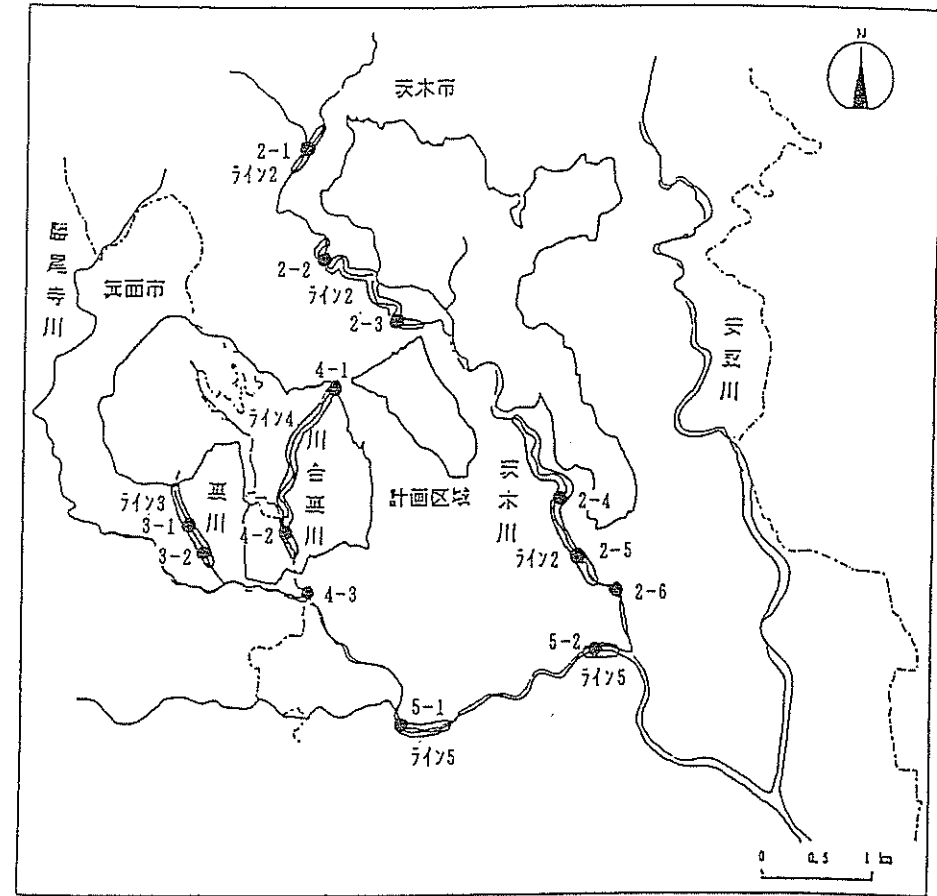 N
茨木市
2-1
ライン2
勝尾寺川
箕面市
2-2
ライン2
2-3
4-1
ライン4
川合裏川
計画区域
茨木川
2-4
ライン3
裏川
3-1
3-2
4-2
ライン2
2-5
4-3
2-6
5-2
ライン5
5-1
ライン5
0 0.5 1